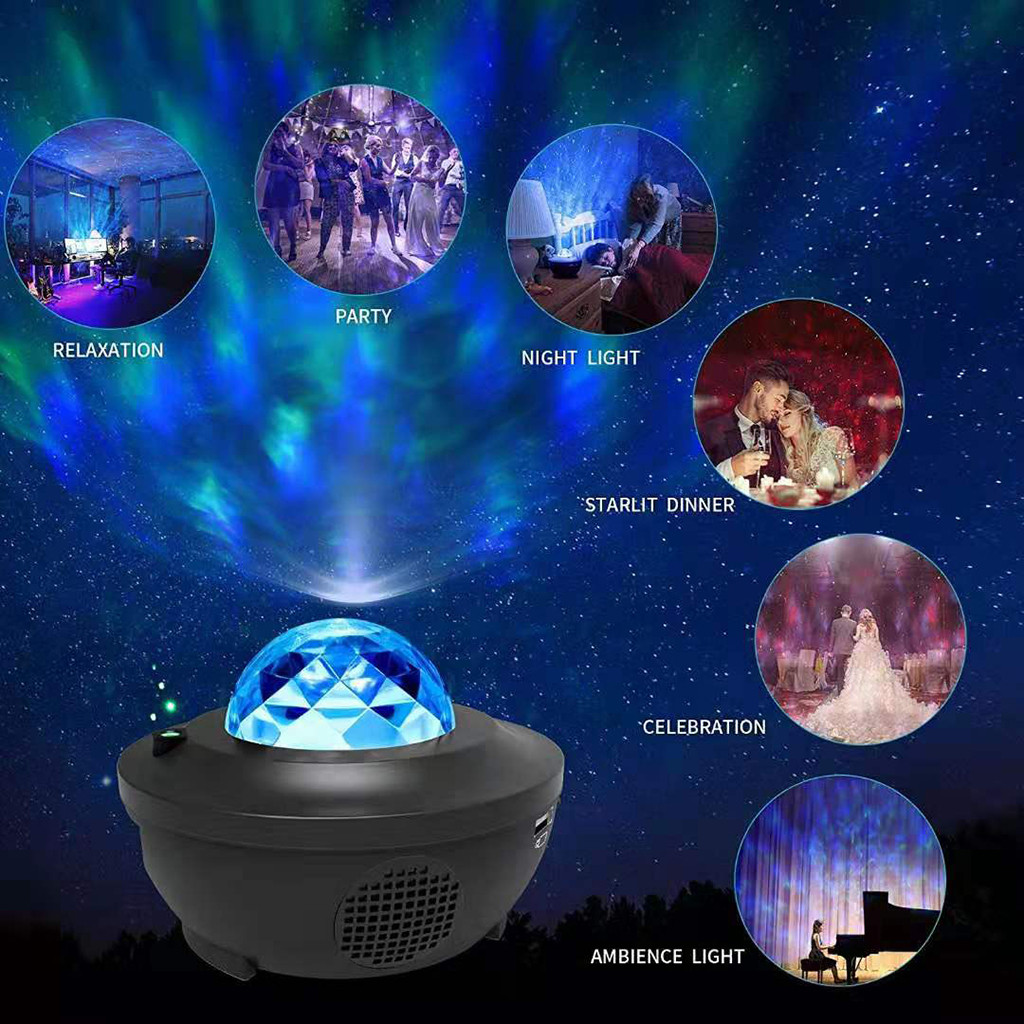 PARTY
RELAXATION
NIGHT LIGHT
STARLIT DINNER
CELEBRATION
AMBIENCE LIGHT